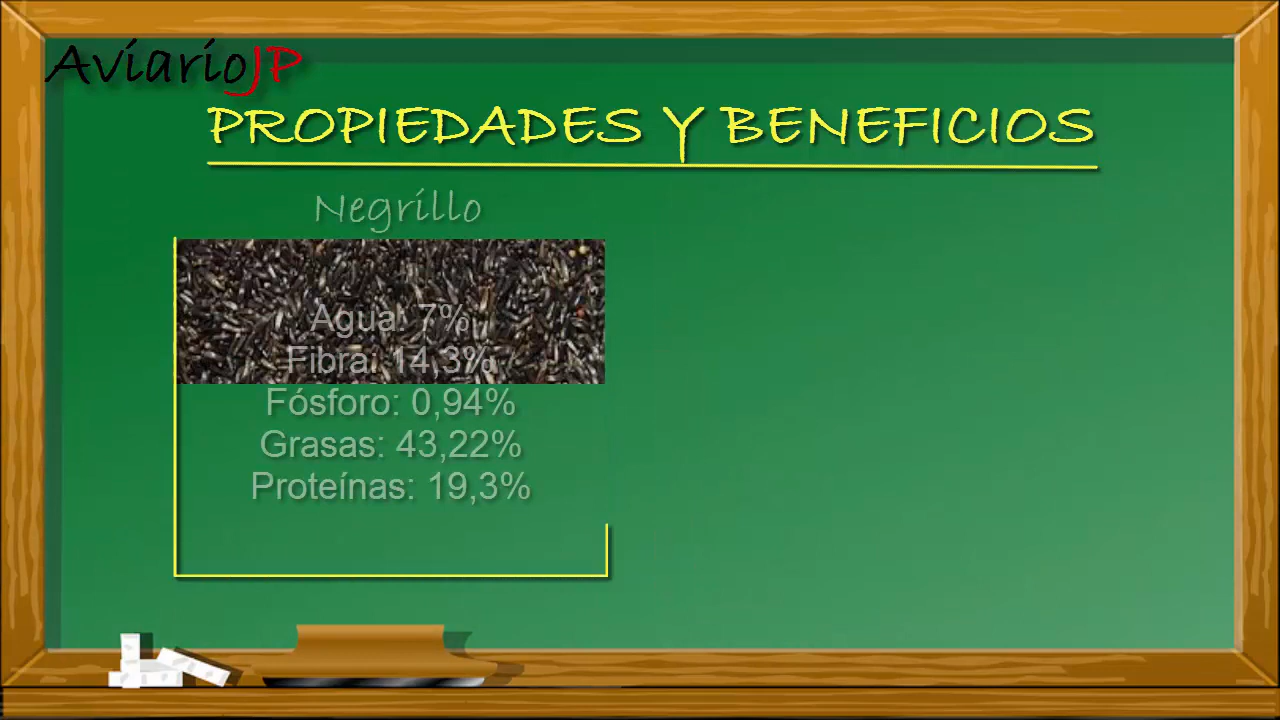 AviarioJP
PROPIEDADES Y BENEFICIOS
Negrillo
Agua: 7%
Fibra: 14,3%
Fósforo: 0,94%
Grasas: 43,22%
Proteínas: 19,3%